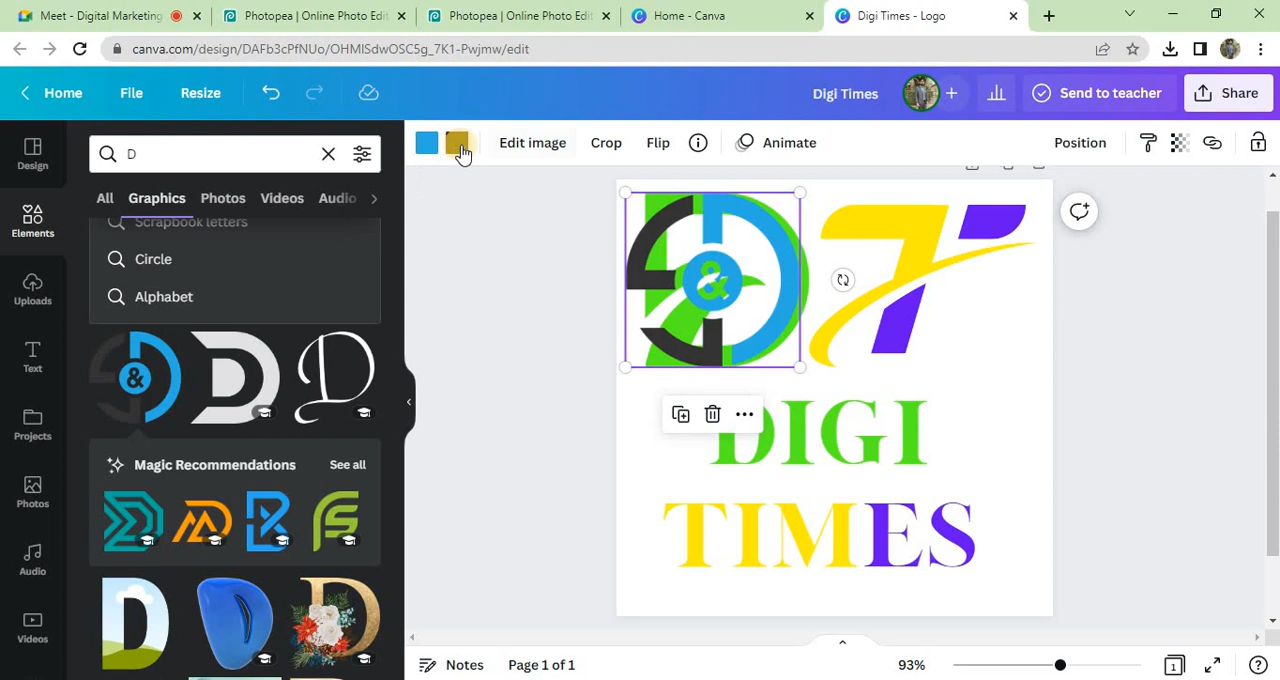 Meet - Digital Marketing
Photopea | Online Photo Edit
Photopea | Online Photo Edit
Home - Canva
Digi Times - Logo
canva.com/design/DAFb3cPfNUo/OHMISdwOSC5g_7K1-Pwjmw/edit
Home
File
Resize
Digi Times
Send to teacher
Share
Design
Elements
Uploads
Text
Projects
Photos
Audio
Videos
D
All
Graphics
Photos
Videos
Audio
Scrapbook letters
Circle
Alphabet
&
D
D
Magic Recommendations
See all
D
D
D
Edit image
Crop
Flip
Animate
Position
D & T
DIGI
TIMES
Notes
Page 1 of 1
93%
1